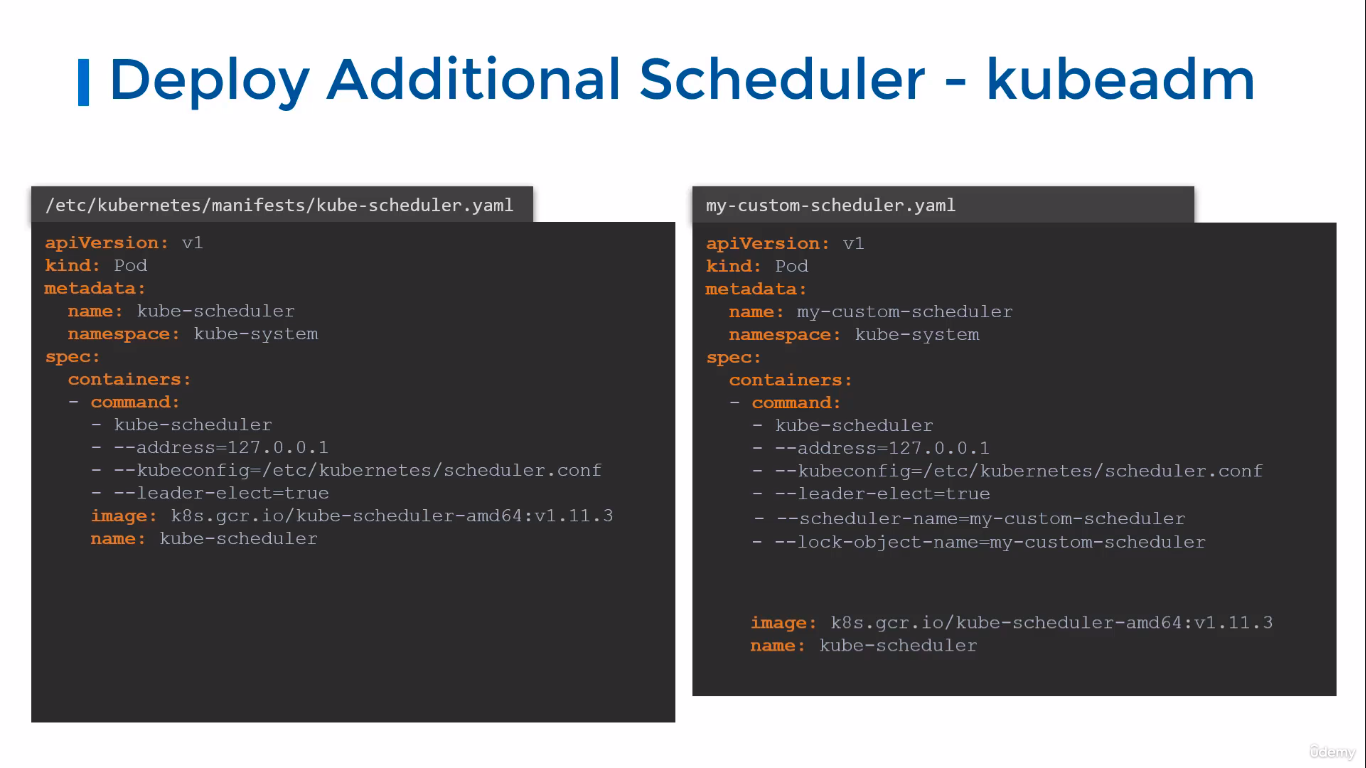 Deploy Additional Scheduler - kubeadm
/etc/kubernetes/manifests/kube-scheduler.yaml
apiVersion: v1
kind: Pod
metadata:
  name: kube-scheduler
  namespace: kube-system
spec:
  containers:
  - command:
    - kube-scheduler
    - --address=127.0.0.1
    - --kubeconfig=/etc/kubernetes/scheduler.conf
    - --leader-elect=true
    image: k8s.gcr.io/kube-scheduler-amd64:v1.11.3
    name: kube-scheduler
my-custom-scheduler.yaml
apiVersion: v1
kind: Pod
metadata:
  name: my-custom-scheduler
  namespace: kube-system
spec:
  containers:
  - command:
    - kube-scheduler
    - --address=127.0.0.1
    - --kubeconfig=/etc/kubernetes/scheduler.conf
    - --leader-elect=true
    - --scheduler-name=my-custom-scheduler
    - --lock-object-name=my-custom-scheduler
    image: k8s.gcr.io/kube-scheduler-amd64:v1.11.3
    name: kube-scheduler
ûdemy